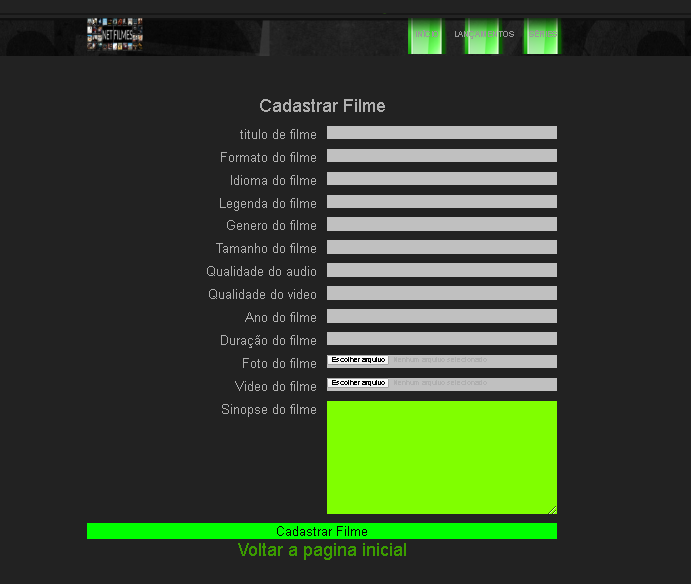 NET FILMES
INICIO LANÇAMENTOS SERIES
Cadastrar Filme
titulo de filme
Formato do filme
Idioma do filme
Legenda do filme
Genero do filme
Tamanho do filme
Qualidade do audio
Qualidade do video
Ano do filme
Duração do filme
Foto do filme Escolher arquivo Nenhum arquivo selecionado
Video do filme Escolher arquivo Nenhum arquivo selecionado
Sinopse do filme
Cadastrar Filme
Voltar a pagina inicial